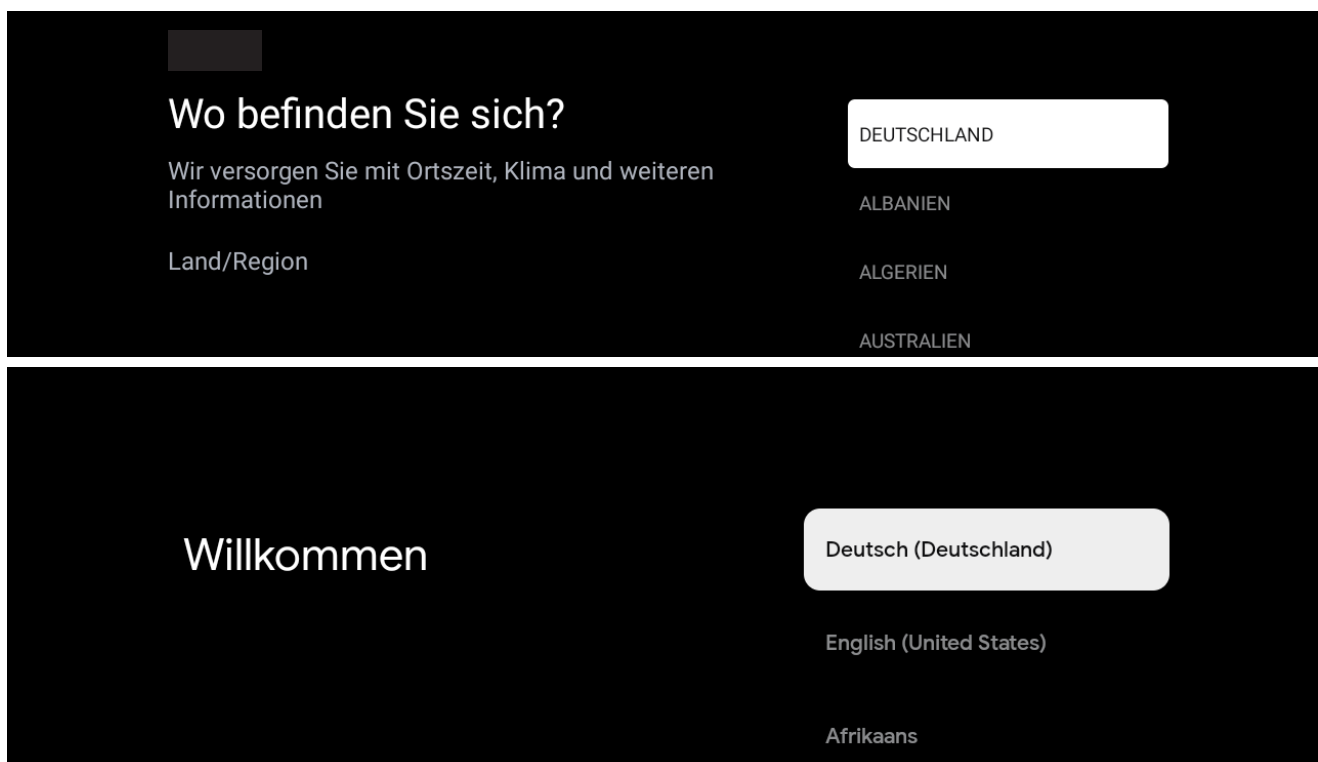 Wo befinden Sie sich?
Wir versorgen Sie mit Ortszeit, Klima und weiteren
Informationen
Land/Region
DEUTSCHLAND
ALBANIEN
ALGERIEN
AUSTRALIEN
Willkommen
Deutsch (Deutschland)
English (United States)
Afrikaans